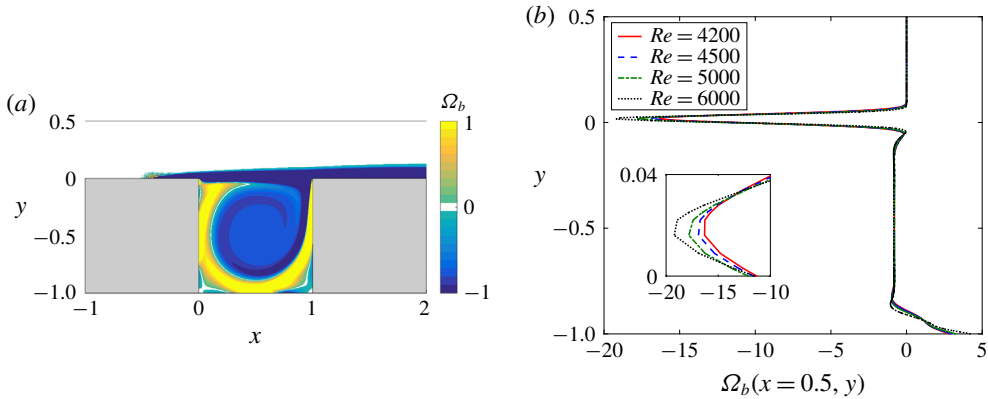 (a)
Ω_b
0.5
0
y
−0.5
−1.0
−1
0
1
2
x
1
0
−1
(b)
0.5
0
y
−0.5
−1.0
Re = 4200
Re = 4500
Re = 5000
Re = 6000
0.04
0
−20 −15 −10
−20 −15 −10 −5 0 5
Ω_b(x = 0.5, y)